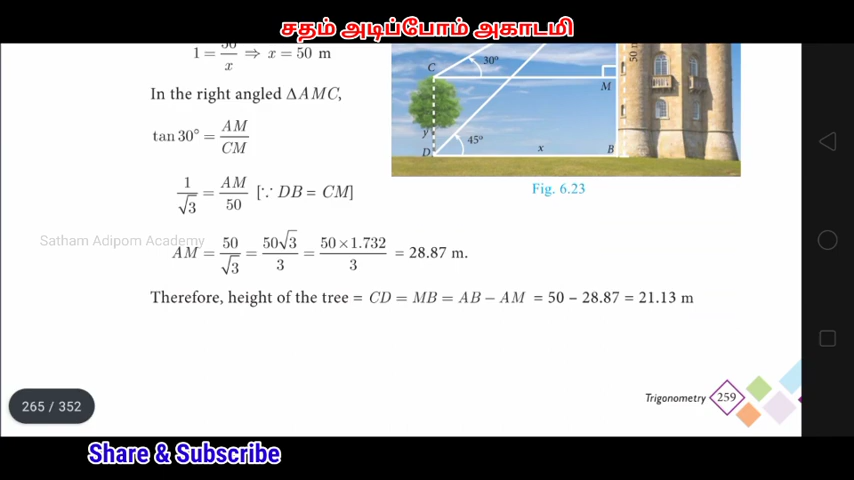 சதம் அடிப்போம் அகாடமி
1 = 50/x ⇒ x = 50 m
In the right angled ΔAMC,
tan 30° = AM/CM
1/√3 = AM/50 [∵ DB = CM]
Satham Adipom Academy
AM = 50/√3 = 50√3/3 = 50×1.732/3 = 28.87 m.
Therefore, height of the tree = CD = MB = AB − AM = 50 − 28.87 = 21.13 m
C
30°
50 m
M
y
D
45º
x
B
Fig. 6.23
265 / 352
Trigonometry 259
Share & Subscribe